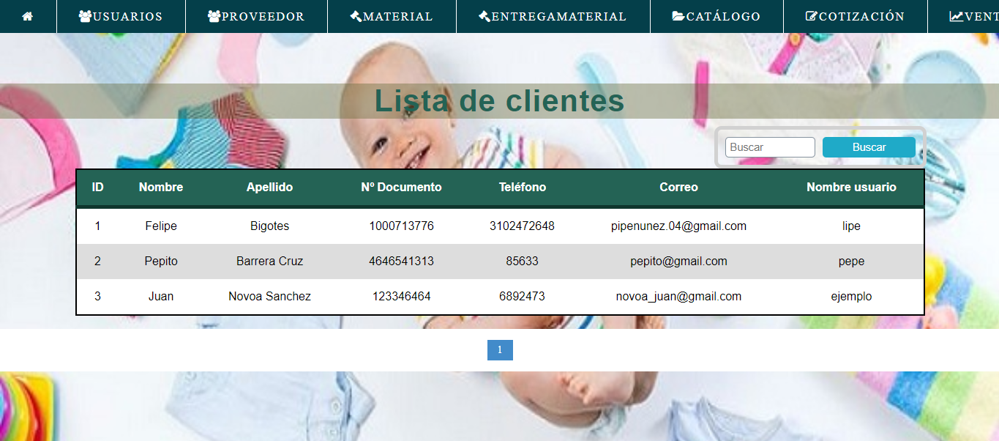 USUARIOS PROVEEDOR MATERIAL ENTREGAMATERIAL CATÁLOGO COTIZACIÓN VENT
Lista de clientes
Buscar Buscar
ID Nombre Apellido Nº Documento Teléfono Correo Nombre usuario
1 Felipe Bigotes 1000713776 3102472648 pipenunez.04@gmail.com lipe
2 Pepito Barrera Cruz 4646541313 85633 pepito@gmail.com pepe
3 Juan Novoa Sanchez 123346464 6892473 novoa_juan@gmail.com ejemplo
1